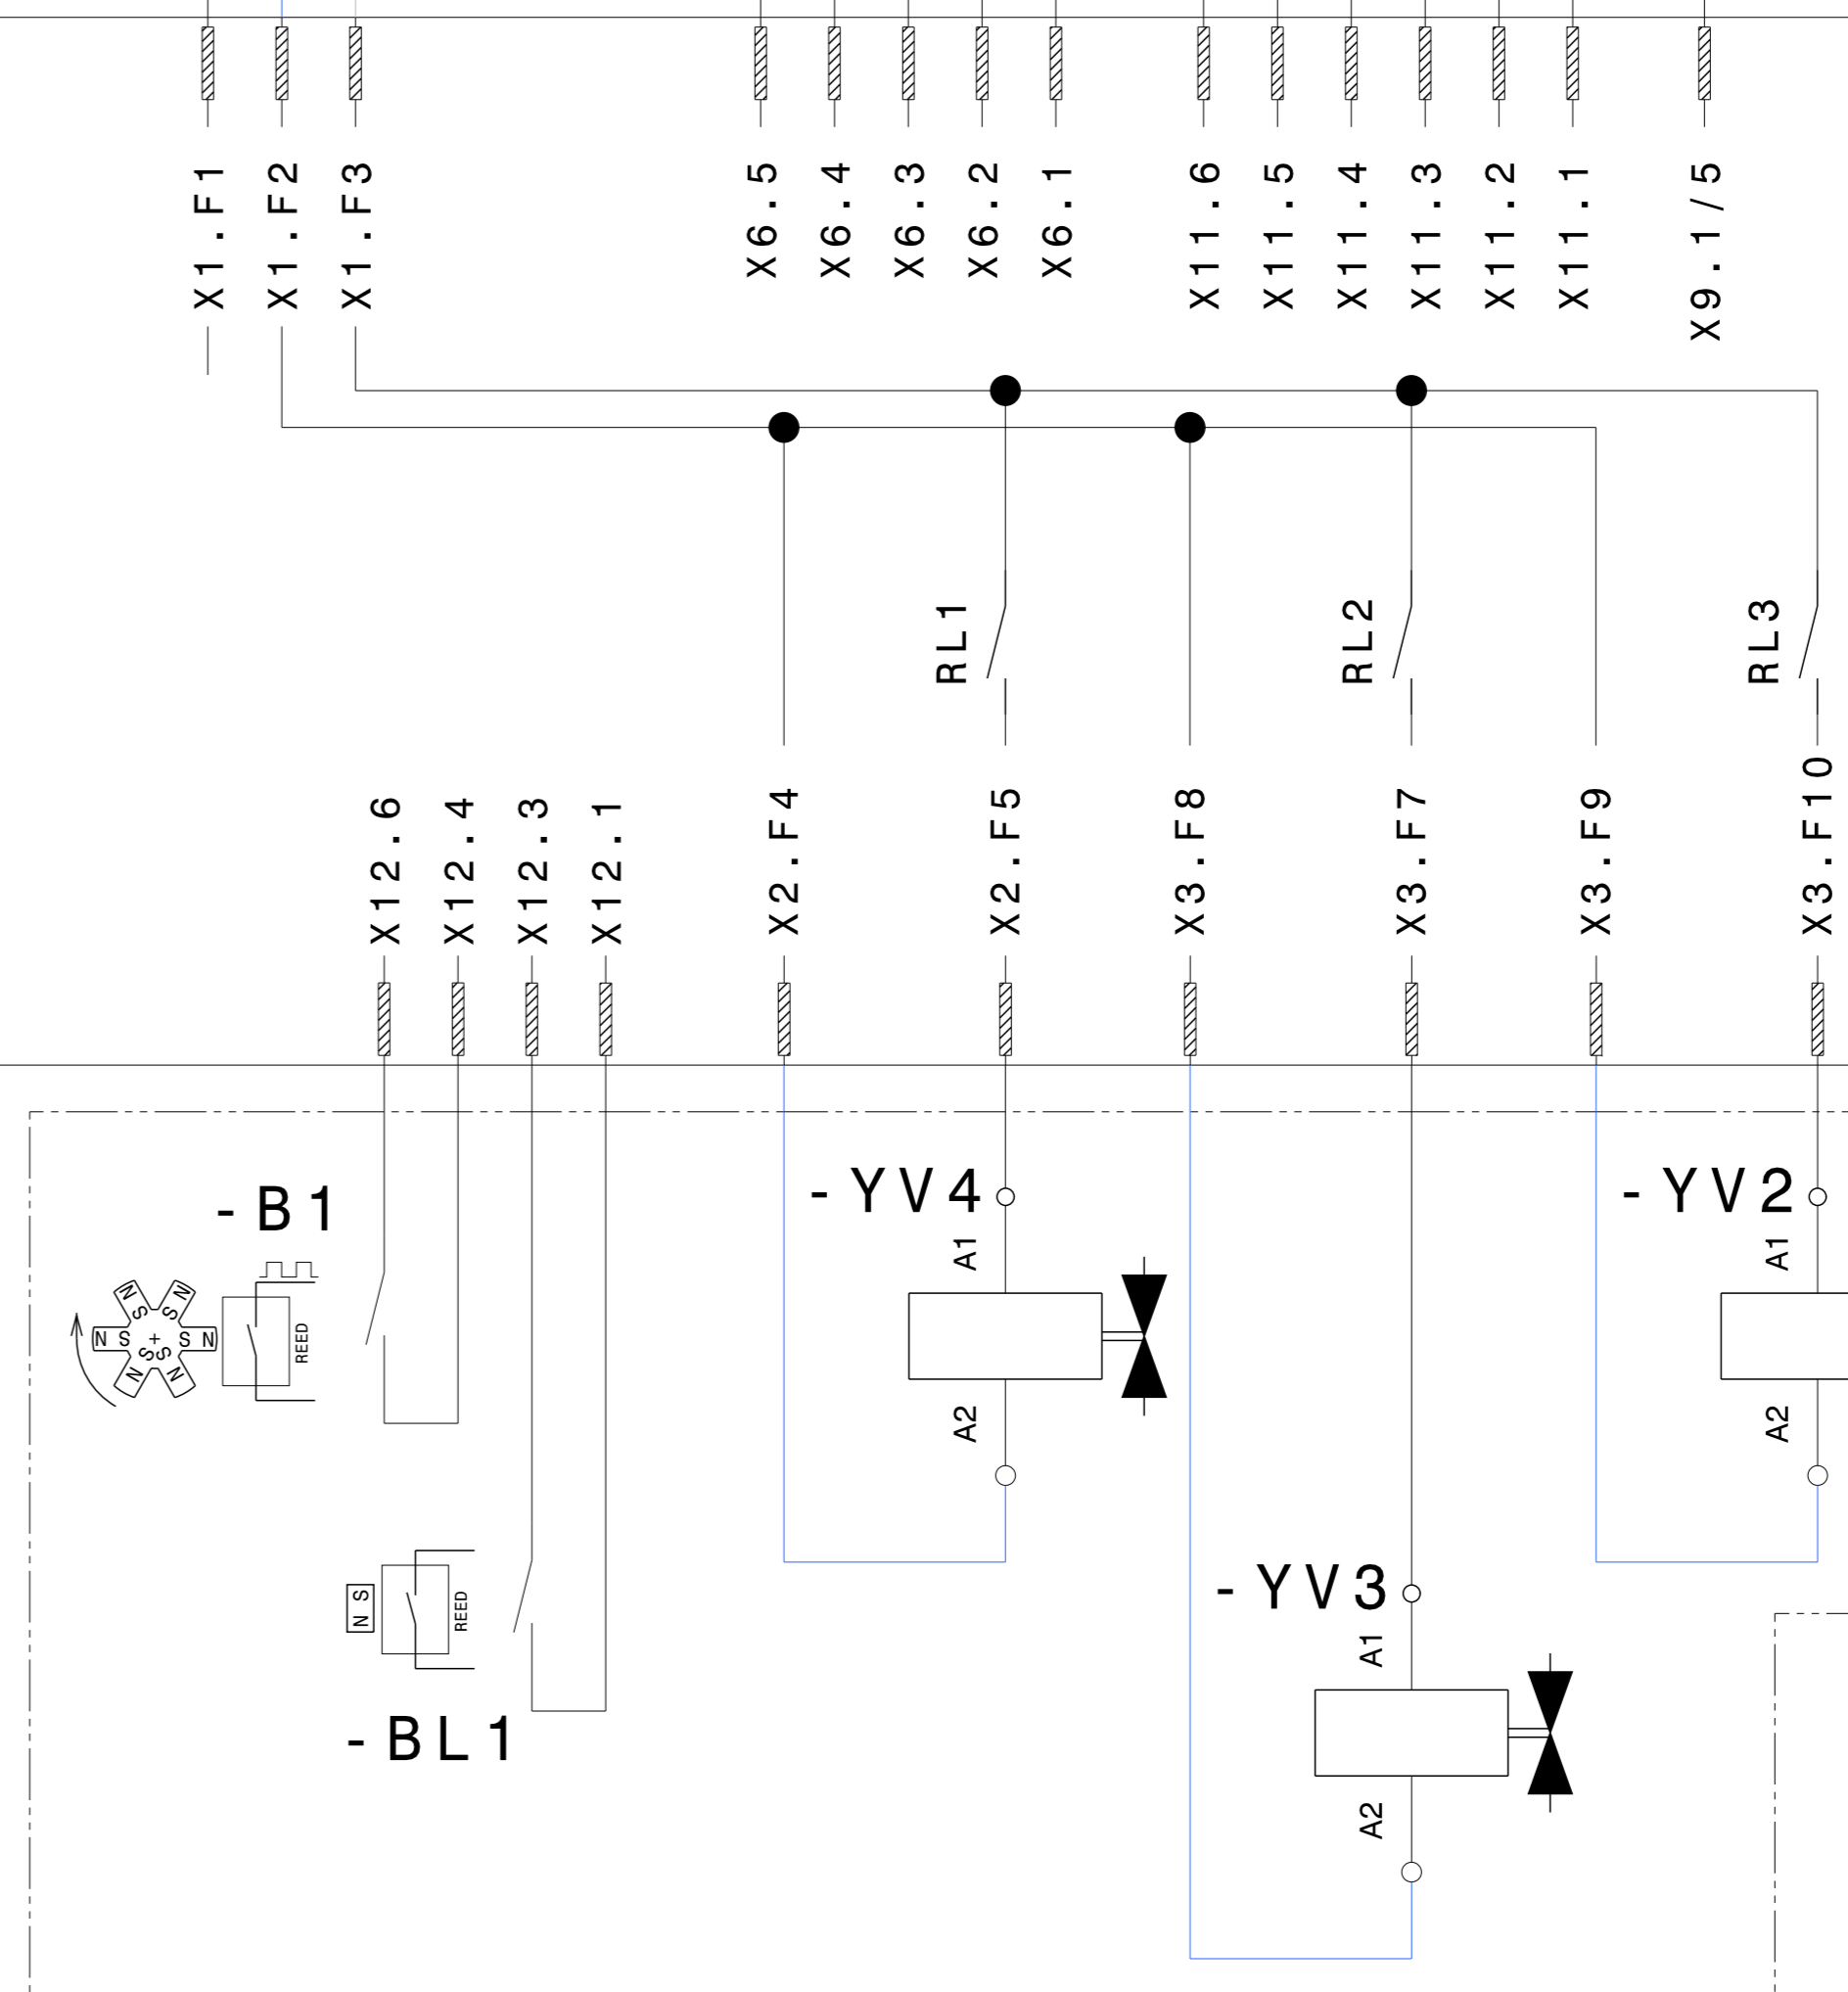 X1.F1
X1.F2
X1.F3
X6.5
X6.4
X6.3
X6.2
X6.1
X11.6
X11.5
X11.4
X11.3
X11.2
X11.1
X9.1/5
RL1
RL2
RL3
X12.6
X12.4
X12.3
X12.1
X2.F4
X2.F5
X3.F8
X3.F7
X3.F9
X3.F10
-B1
-YV4
-YV2
A1
A1
N S
S N
N S
S N
S N
S N
REED
A2
A2
-YV3
N S
REED
A1
-BL1
A2